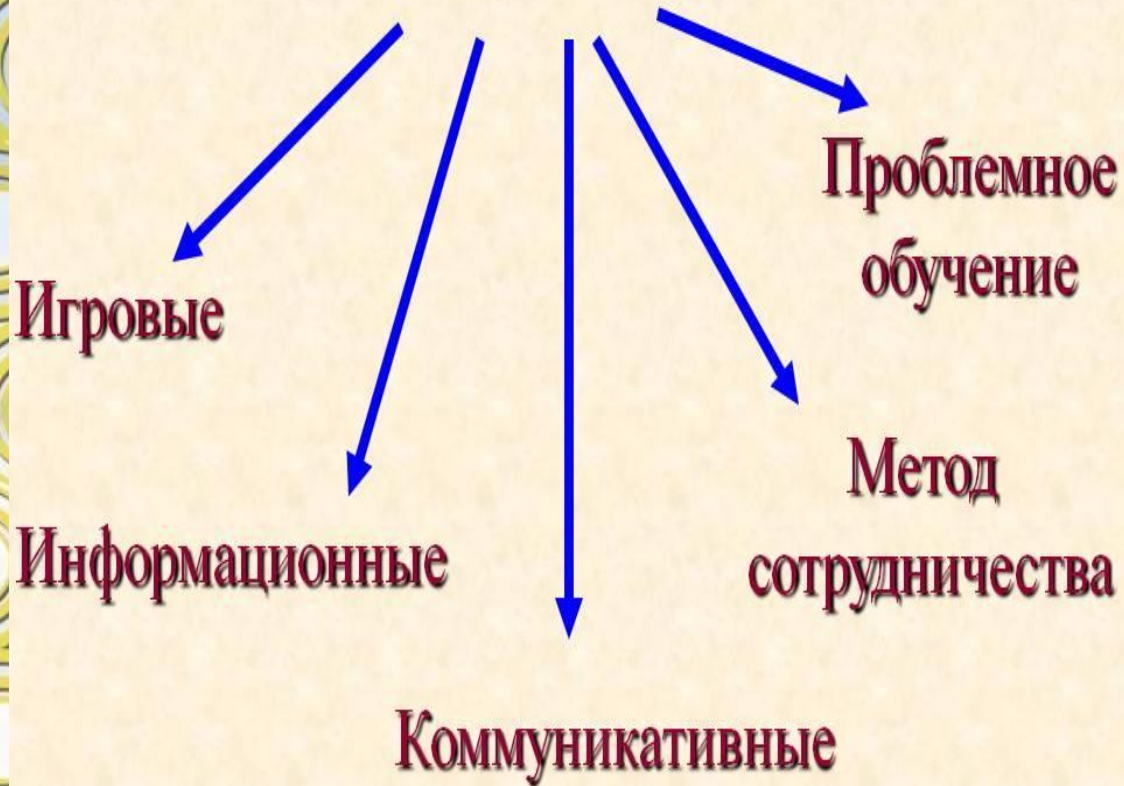 Проблемное
обучение
Игровые
Метод
сотрудничества
Информационные
Коммуникативные